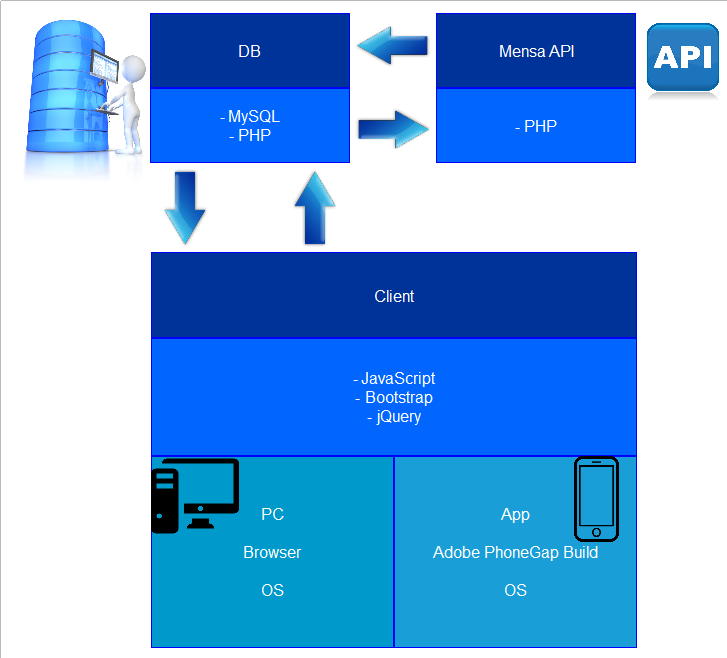 DB
Mensa API
API
- MySQL
- PHP
- PHP
Client
- JavaScript
- Bootstrap
- jQuery
PC
Browser
OS
App
Adobe PhoneGap Build
OS